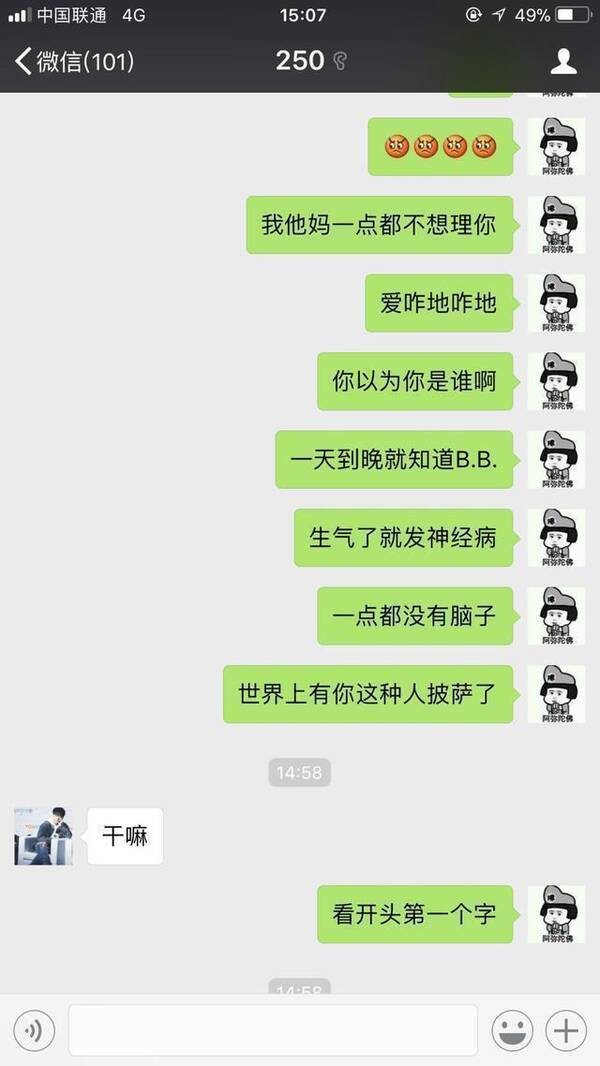 中国联通 4G 15:07 49%
微信(101) 250
阿弥陀佛
阿弥陀佛
我他妈一点都不想理你
阿弥陀佛
爱咋地咋地
阿弥陀佛
你以为你是谁啊
阿弥陀佛
一天到晚就知道B.B.
阿弥陀佛
生气了就发神经病
阿弥陀佛
一点都没有脑子
阿弥陀佛
世界上有你这种人披萨了
阿弥陀佛
14:58
干嘛
看开头第一个字
阿弥陀佛
14:58